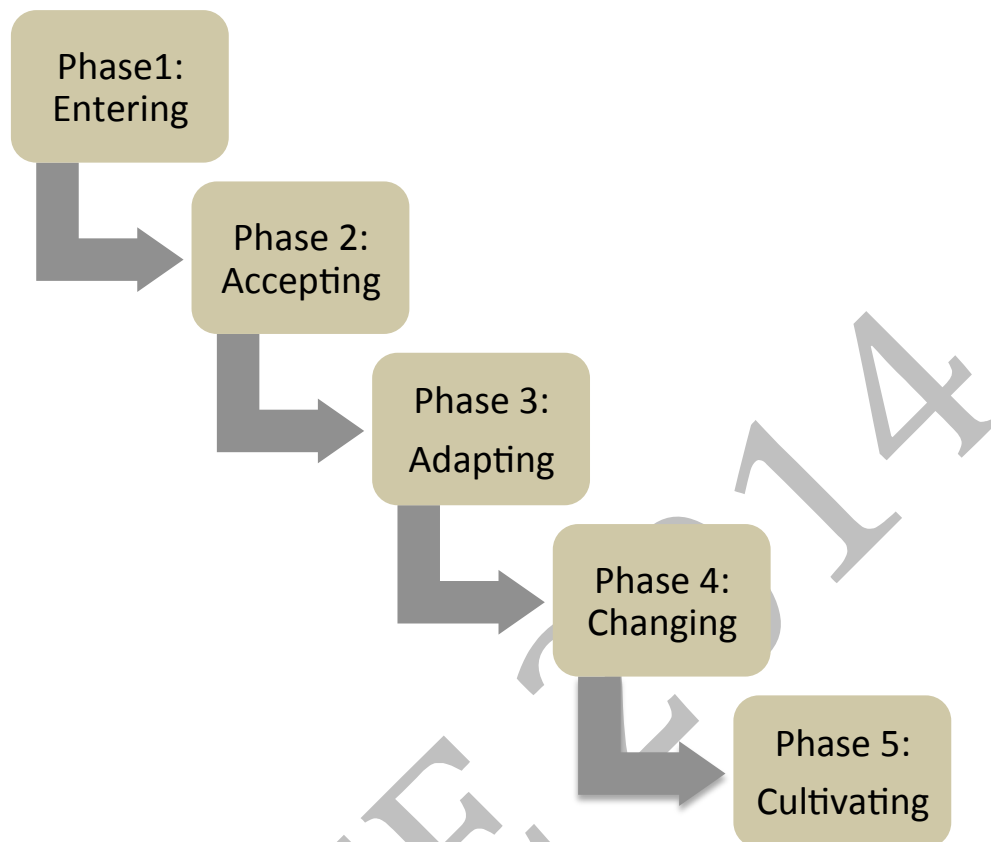 Phase1:
Entering
Phase 2:
Accepting
Phase 3:
Adapting
Phase 4:
Changing
Phase 5:
Cultivating